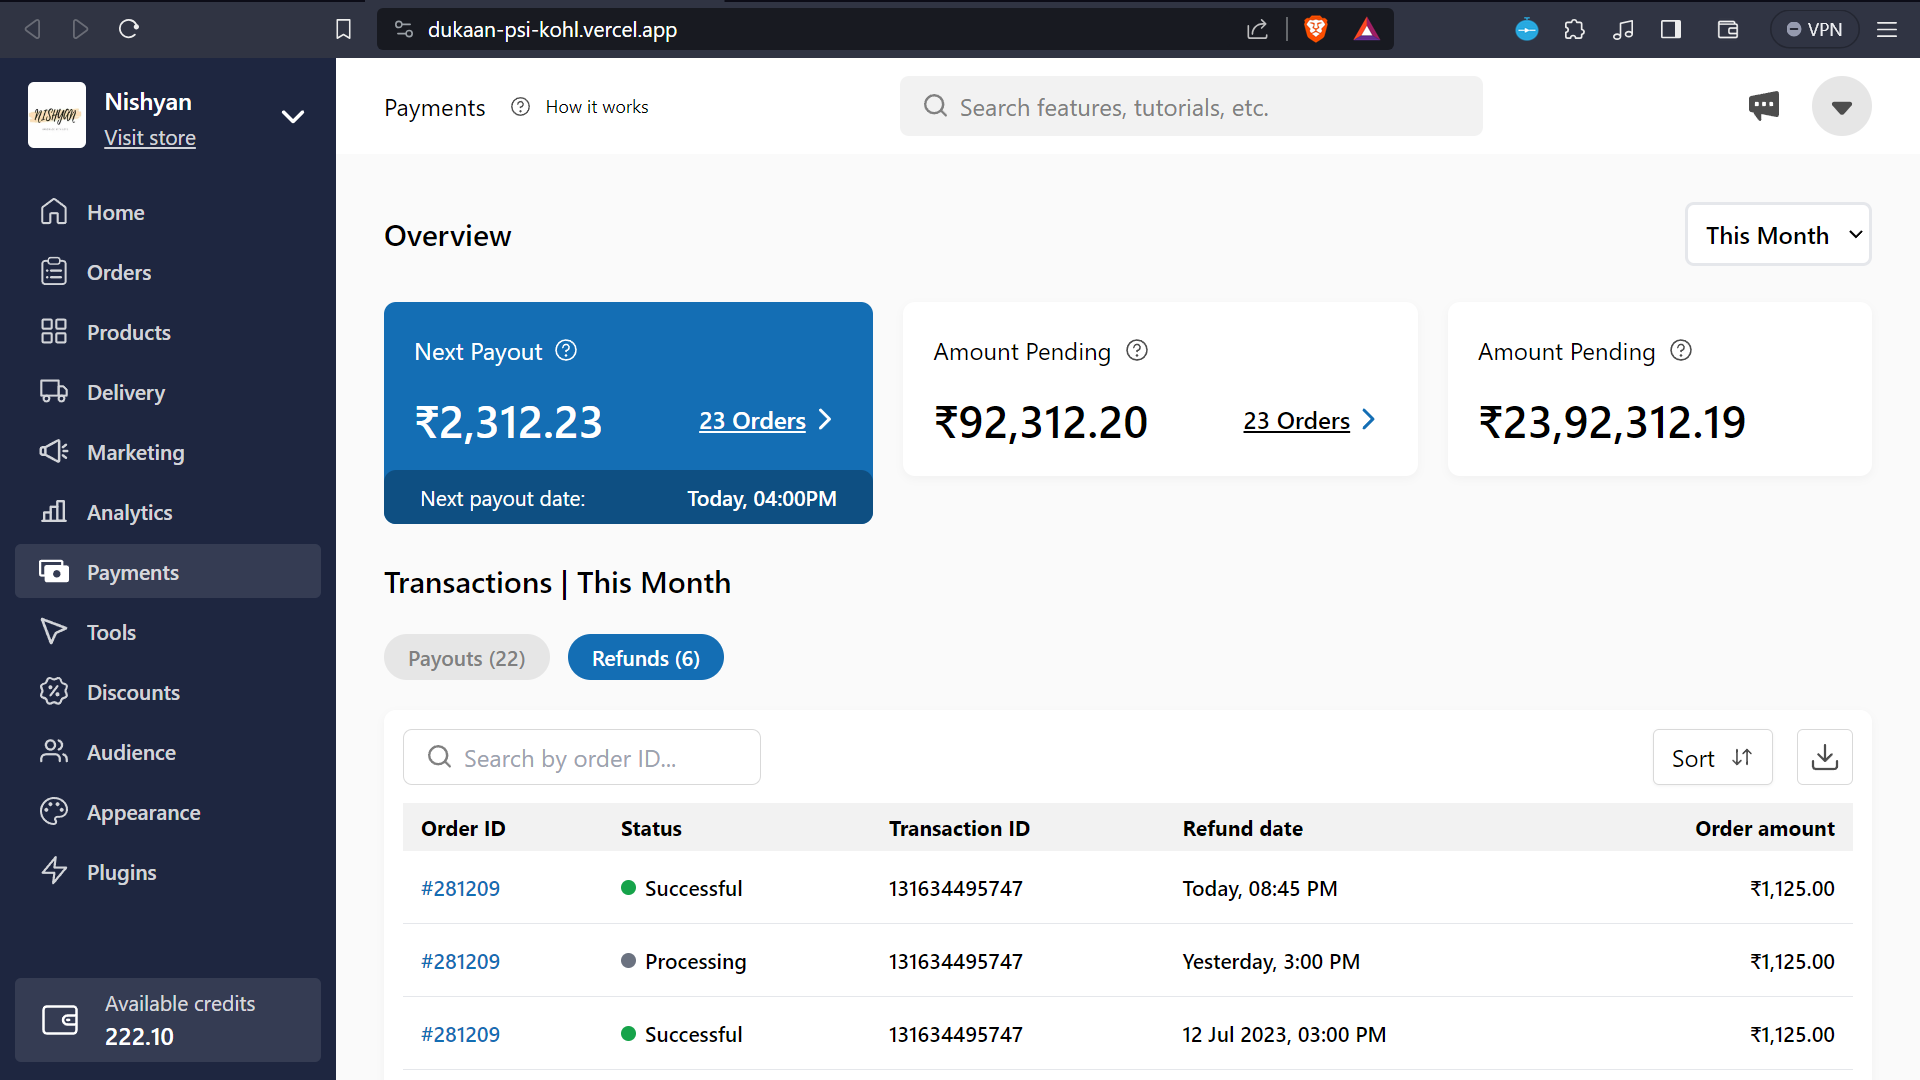 dukaan-psi-kohl.vercel.app
VPN
NISHYAN
Nishyan
Visit store
Home
Orders
Products
Delivery
Marketing
Analytics
Payments
Tools
Discounts
Audience
Appearance
Plugins
Available credits
222.10
Payments
How it works
Search features, tutorials, etc.
Overview
This Month
Next Payout
₹2,312.23
23 Orders
Next payout date:
Today, 04:00PM
Amount Pending
₹92,312.20
23 Orders
Amount Pending
₹23,92,312.19
Transactions | This Month
Payouts (22)
Refunds (6)
Search by order ID...
Sort
Order ID Status Transaction ID Refund date Order amount
#281209 Successful 131634495747 Today, 08:45 PM ₹1,125.00
#281209 Processing 131634495747 Yesterday, 3:00 PM ₹1,125.00
#281209 Successful 131634495747 12 Jul 2023, 03:00 PM ₹1,125.00